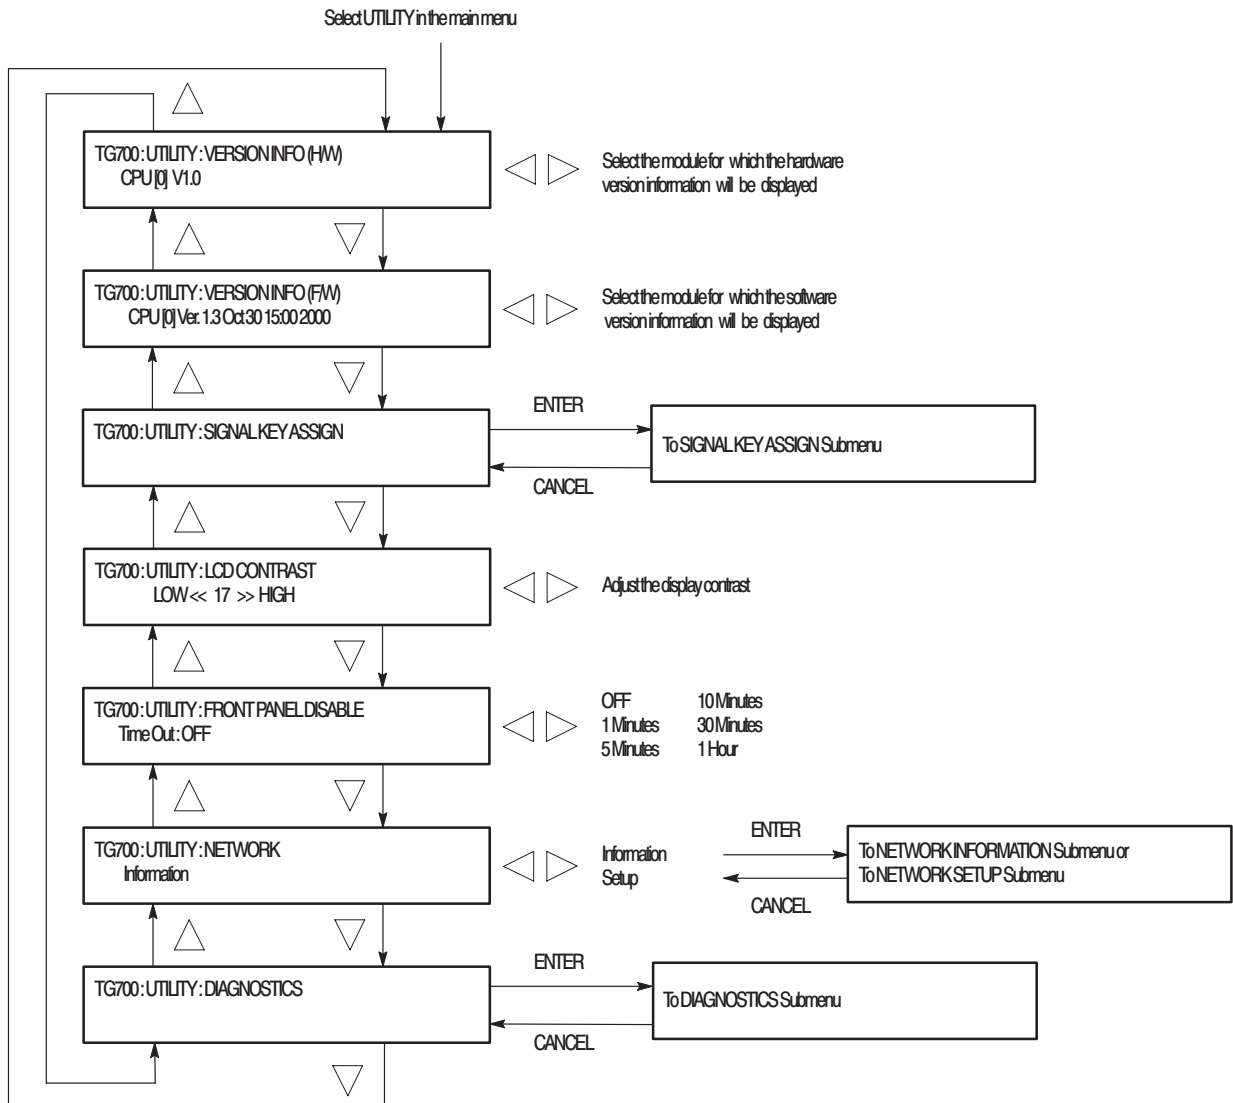 Select UTILITY in the main menu
TG700 : UTILITY : VERSION INFO (H/W)
CPU [0] V1.0
Select the module for which the hardware
version information will be displayed
TG700 : UTILITY : VERSION INFO (F/W)
CPU [0] Ver. 1.3 Oct 30 15:00 2000
Select the module for which the software
version information will be displayed
TG700 : UTILITY : SIGNAL KEY ASSIGN
ENTER
To SIGNAL KEY ASSIGN Submenu
CANCEL
TG700 : UTILITY : LCD CONTRAST
LOW << 17 >> HIGH
Adjust the display contrast
TG700 : UTILITY : FRONT PANEL DISABLE
Time Out : OFF
OFF 10 Minutes
1 Minutes 30 Minutes
5 Minutes 1 Hour
TG700 : UTILITY : NETWORK
Information
Information
Setup
ENTER
To NETWORK INFORMATION Submenu or
To NETWORK SETUP Submenu
CANCEL
TG700 : UTILITY : DIAGNOSTICS
ENTER
To DIAGNOSTICS Submenu
CANCEL